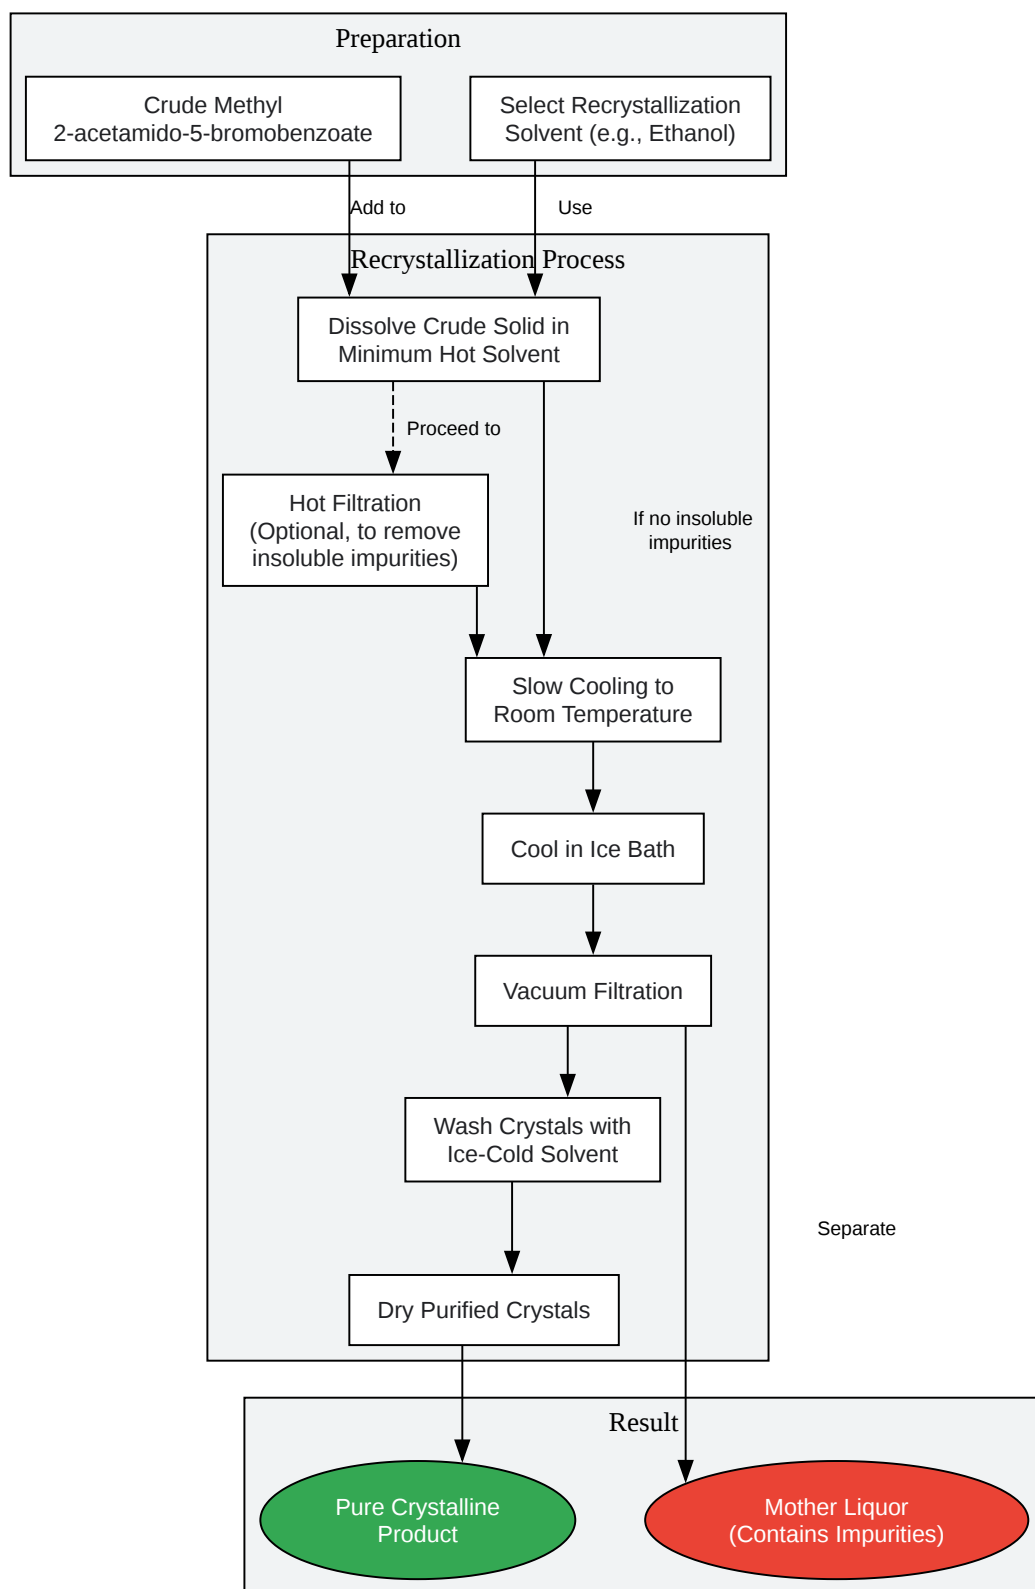 Preparation
Crude Methyl
2-acetamido-5-bromobenzoate
Select Recrystallization
Solvent (e.g., Ethanol)
Add to
Use
Recrystallization Process
Dissolve Crude Solid in
Minimum Hot Solvent
Proceed to
Hot Filtration
(Optional, to remove
insoluble impurities)
If no insoluble
impurities
Slow Cooling to
Room Temperature
Cool in Ice Bath
Vacuum Filtration
Wash Crystals with
Ice-Cold Solvent
Separate
Dry Purified Crystals
Result
Pure Crystalline
Product
Mother Liquor
(Contains Impurities)